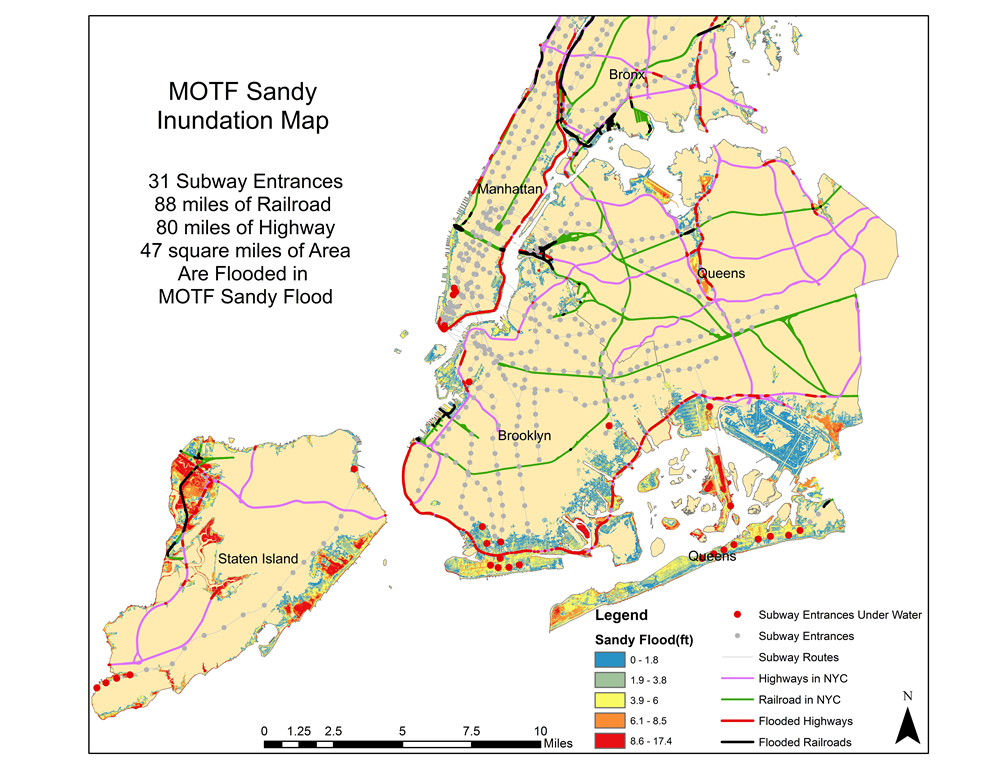 MOTF Sandy
Inundation Map
31 Subway Entrances
88 miles of Railroad
80 miles of Highway
47 square miles of Area
Are Flooded in
MOTF Sandy Flood
Bronx
Manhattan
Queens
Brooklyn
Staten Island
Queens
Legend
Sandy Flood(ft)
0 - 1.8
1.9 - 3.8
3.9 - 6
6.1 - 8.5
8.6 - 17.4
Subway Entrances Under Water
Subway Entrances
Subway Routes
Highways in NYC
Railroad in NYC
Flooded Highways
Flooded Railroads
N
0 1.25 2.5 5 7.5 10
Miles